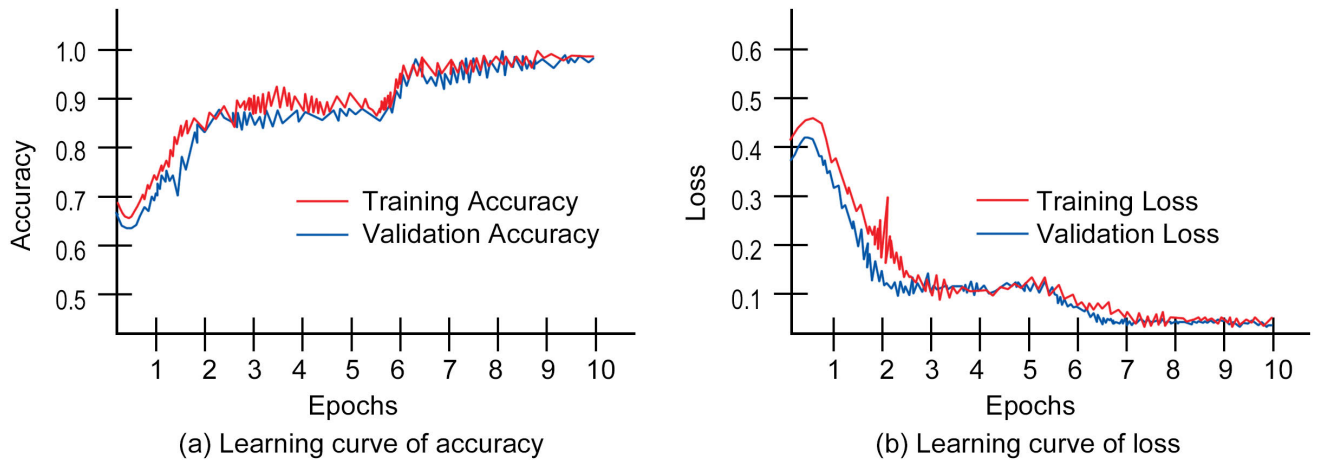 1.0
0.9
0.8
0.7
0.6
0.5
Accuracy
Training Accuracy
Validation Accuracy
1 2 3 4 5 6 7 8 9 10
Epochs
(a) Learning curve of accuracy
0.6
0.5
0.4
0.3
0.2
0.1
Loss
Training Loss
Validation Loss
1 2 3 4 5 6 7 8 9 10
Epochs
(b) Learning curve of loss